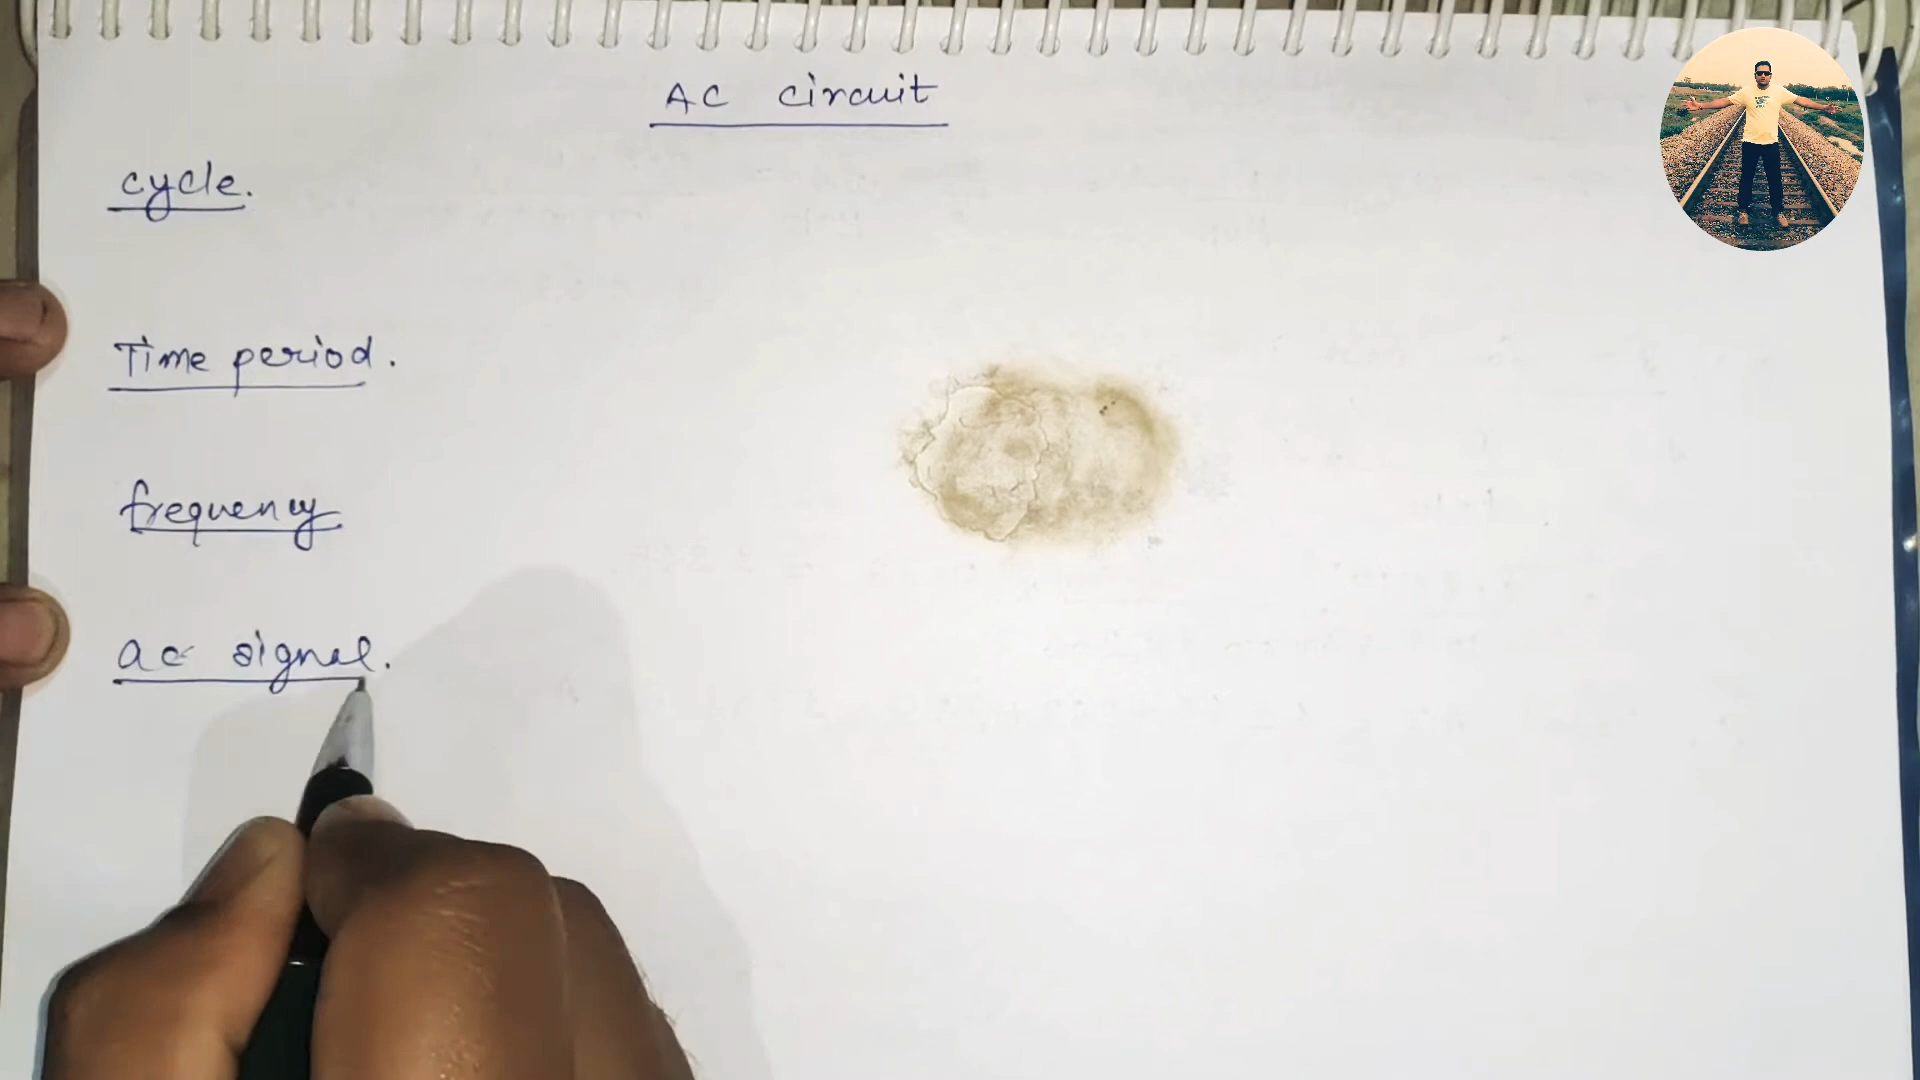 AC circuit
cycle.
Time period.
frequency
ac signal.